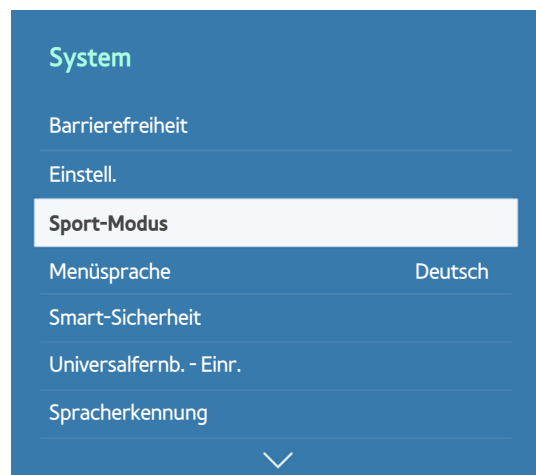 System
Barrierefreiheit
Einstell.
Sport-Modus
Menüsprache Deutsch
Smart-Sicherheit
Universalfernb. - Einr.
Spracherkennung